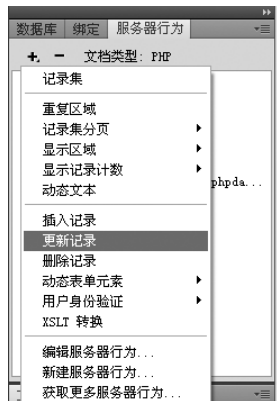 数据库 绑定 服务器行为
+. - 文档类型: PHP
记录集
重复区域
记录集分页
显示区域
显示记录计数
phpda...
动态文本
插入记录
更新记录
删除记录
动态表单元素
用户身份验证
XSLT 转换
编辑服务器行为...
新建服务器行为...
获取更多服务器行为...